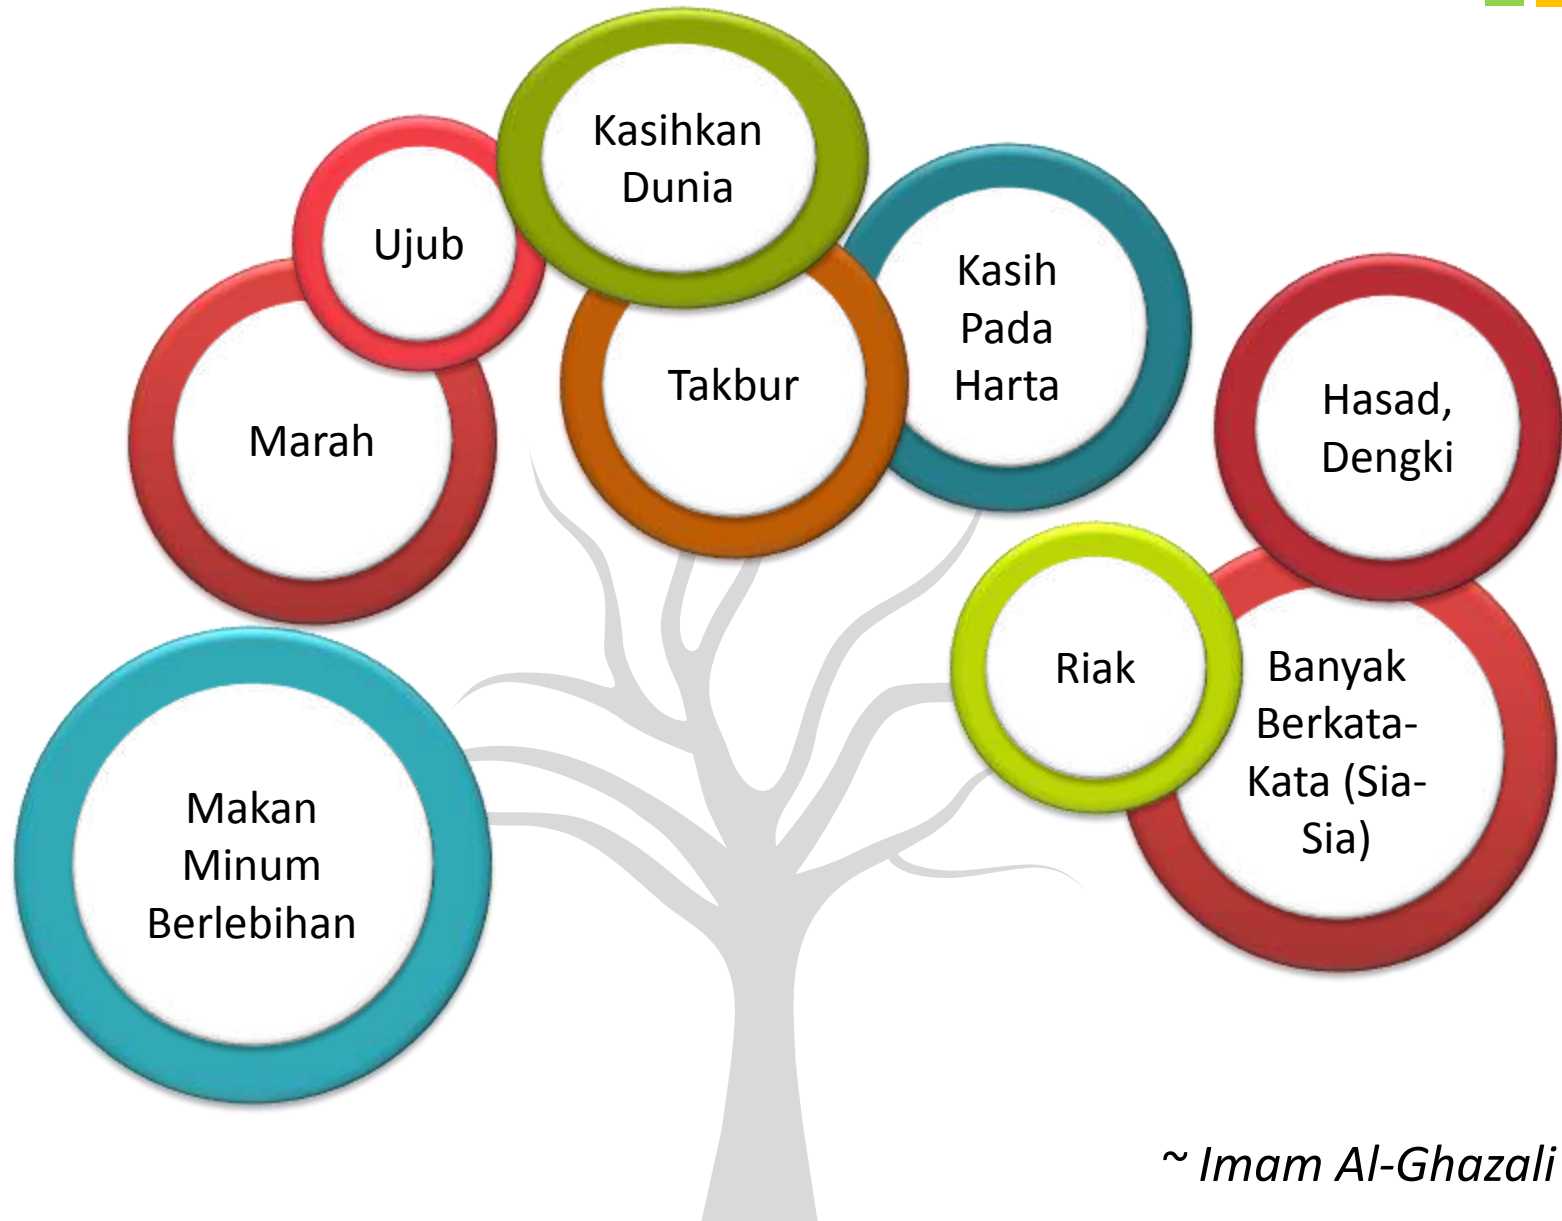 Kasihkan
Dunia
Ujub
Kasih
Pada
Harta
Takbur
Marah
Hasad,
Dengki
Riak
Banyak
Berkata-
Kata (Sia-
Sia)
Makan
Minum
Berlebihan
~ Imam Al-Ghazali